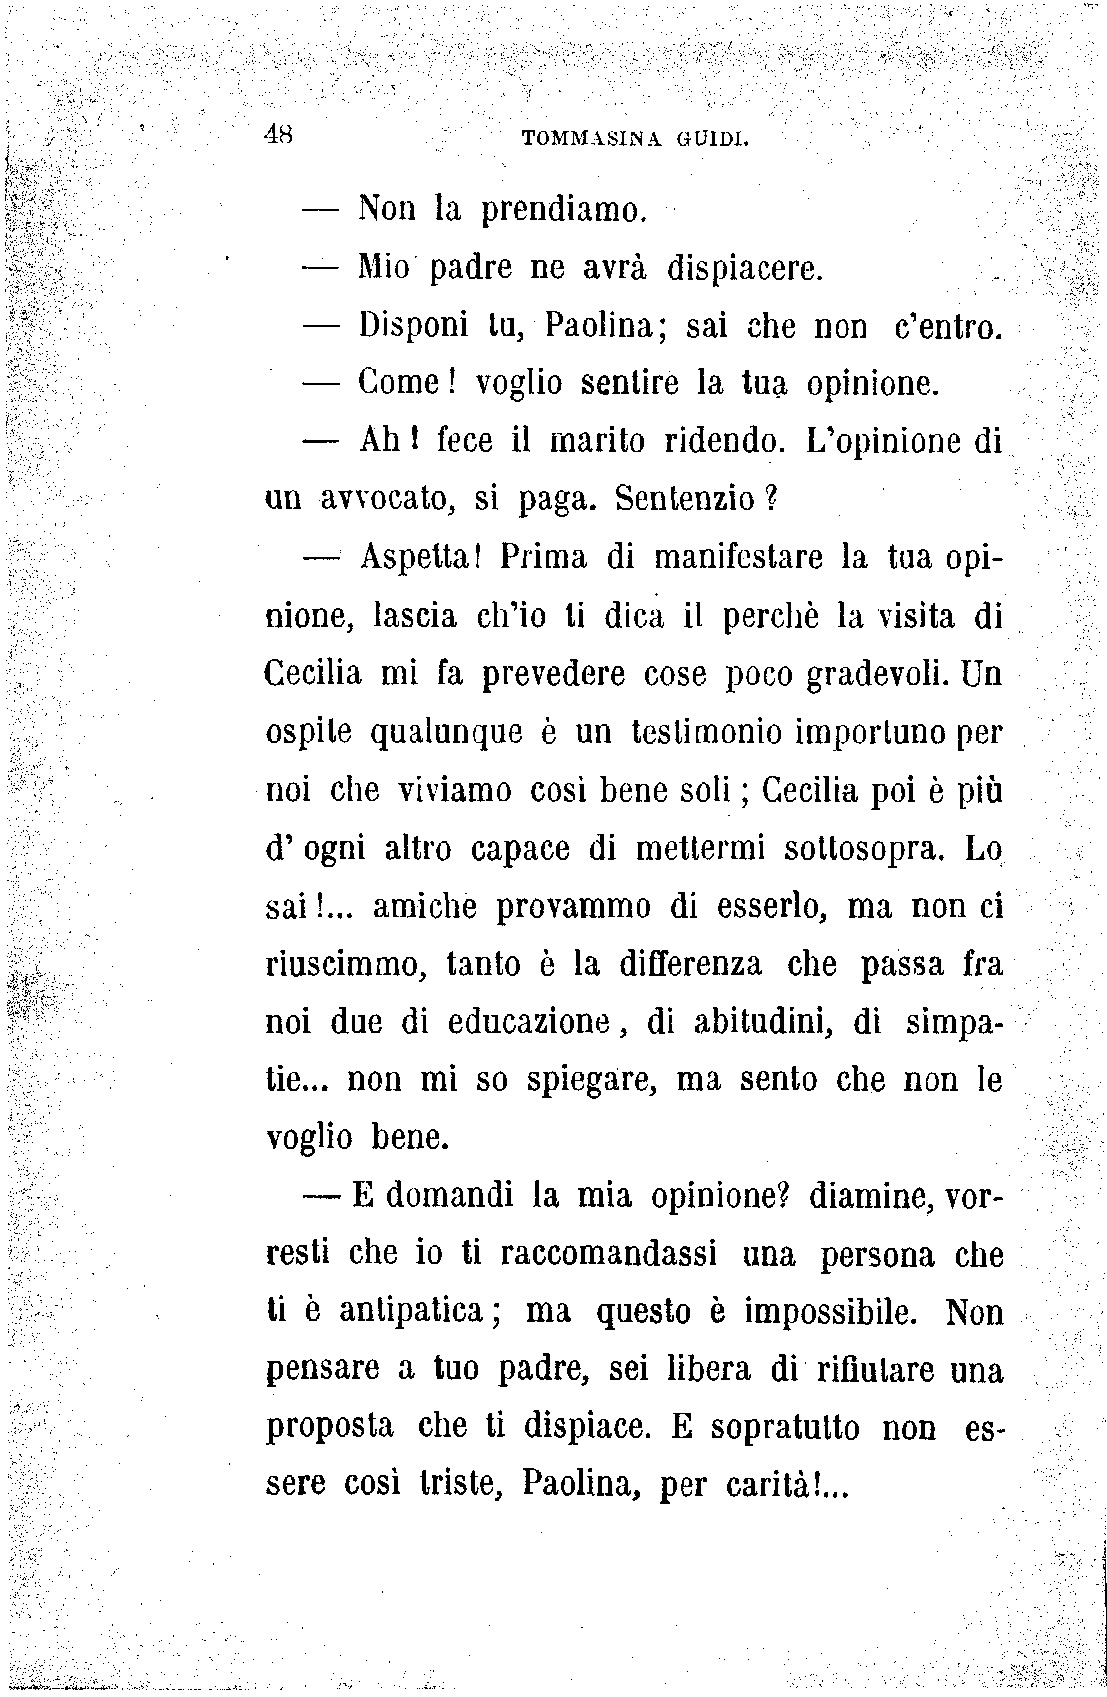 48 TOMMASINA GUIDI.
— Non la prendiamo.
— Mio padre ne avrà dispiacere.
— Disponi tu, Paolina; sai che non c'entro.
— Come! voglio sentire la tua opinione.
— Ah! fece il marito ridendo. L'opinione di
un avvocato, si paga. Sentenzio?
— Aspetta! Prima di manifestare la tua opi-
nione, lascia ch'io ti dica il perchè la visita di
Cecilia mi fa prevedere cose poco gradevoli. Un
ospite qualunque è un testimonio importuno per
noi che viviamo così bene soli; Cecilia poi è più
d'ogni altro capace di mettermi sottosopra. Lo
sai!... amiche provammo di esserlo, ma non ci
riuscimmo, tanto è la differenza che passa fra
noi due di educazione, di abitudini, di simpa-
tie... non mi so spiegare, ma sento che non le
voglio bene.
— E domandi la mia opinione? diamine, vor-
resti che io ti raccomandassi una persona che
ti è antipatica; ma questo è impossibile. Non
pensare a tuo padre, sei libera di rifiutare una
proposta che ti dispiace. E sopratutto non es-
sere così triste, Paolina, per carità!...